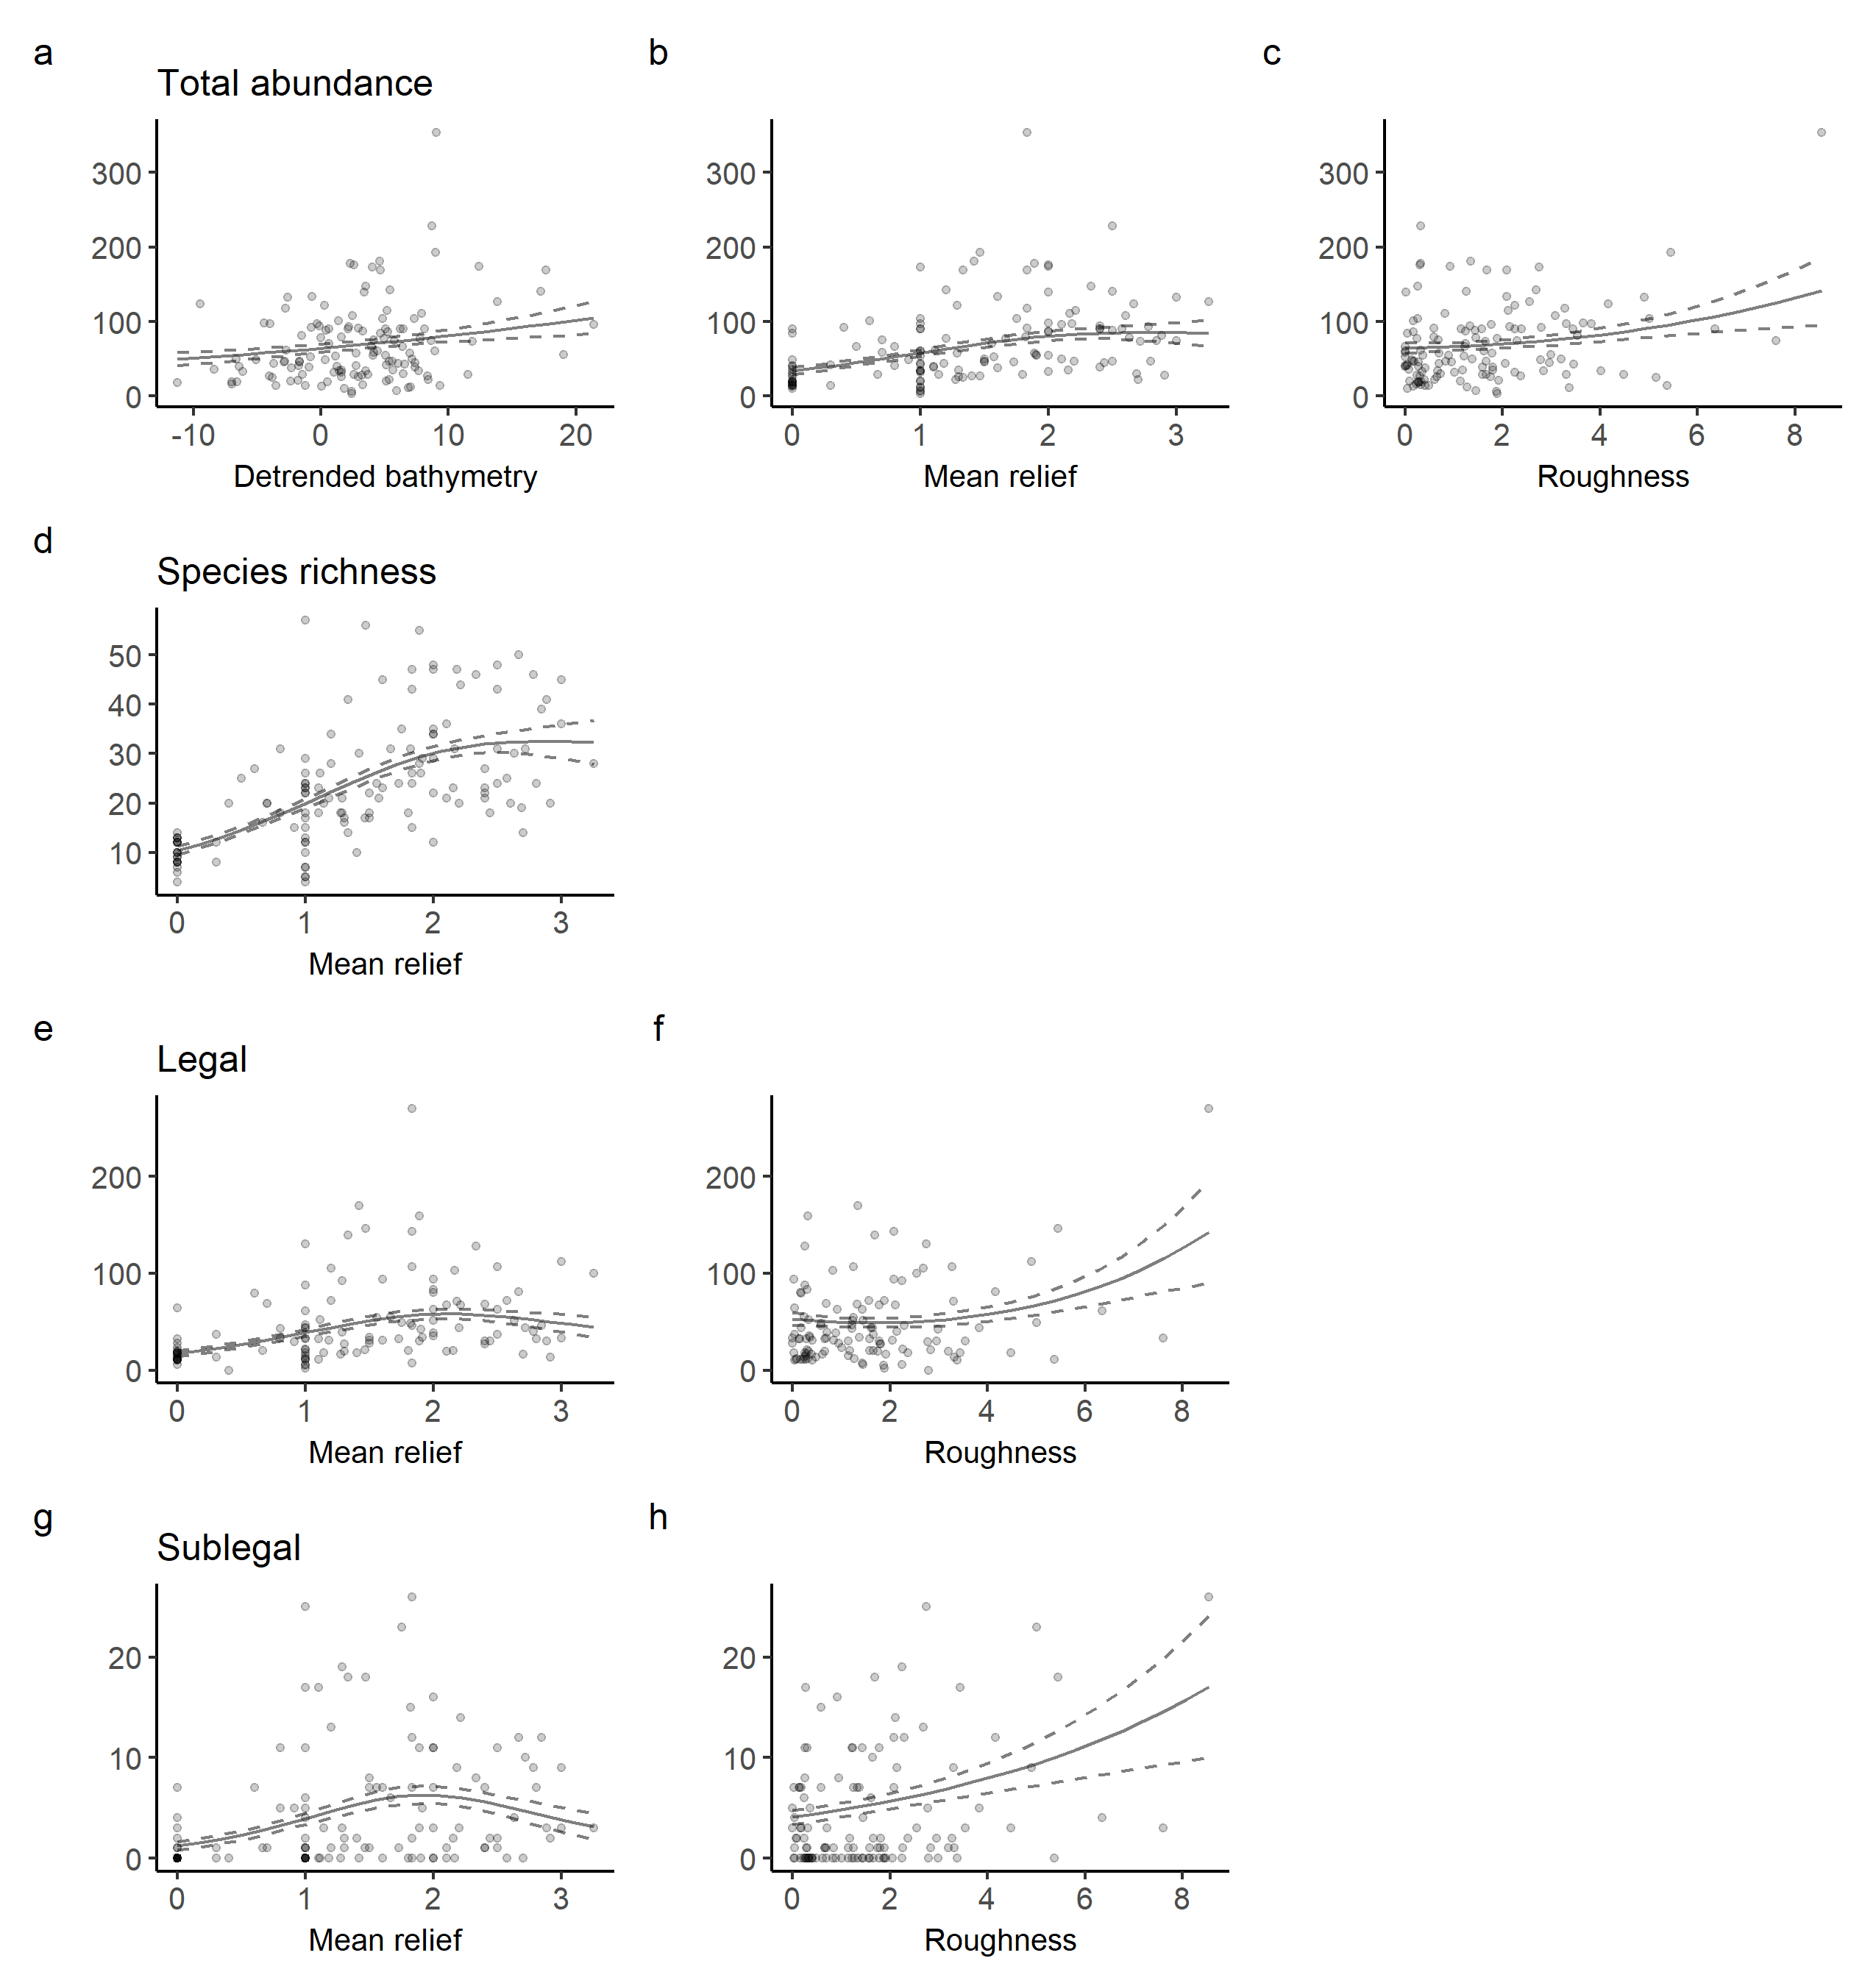 a b c
Total abundance
300 300 300
200 200 200
100 100 100
0 0 0
-10 0 10 20 0 1 2 3 0 2 4 6 8
Detrended bathymetry Mean relief Roughness
d
Species richness
50
40
30
20
10
0 1 2 3
Mean relief
e f
Legal
200 200
100 100
0 0
0 1 2 3 0 2 4 6 8
Mean relief Roughness
g h
Sublegal
20 20
10 10
0 0
0 1 2 3 0 2 4 6 8
Mean relief Roughness